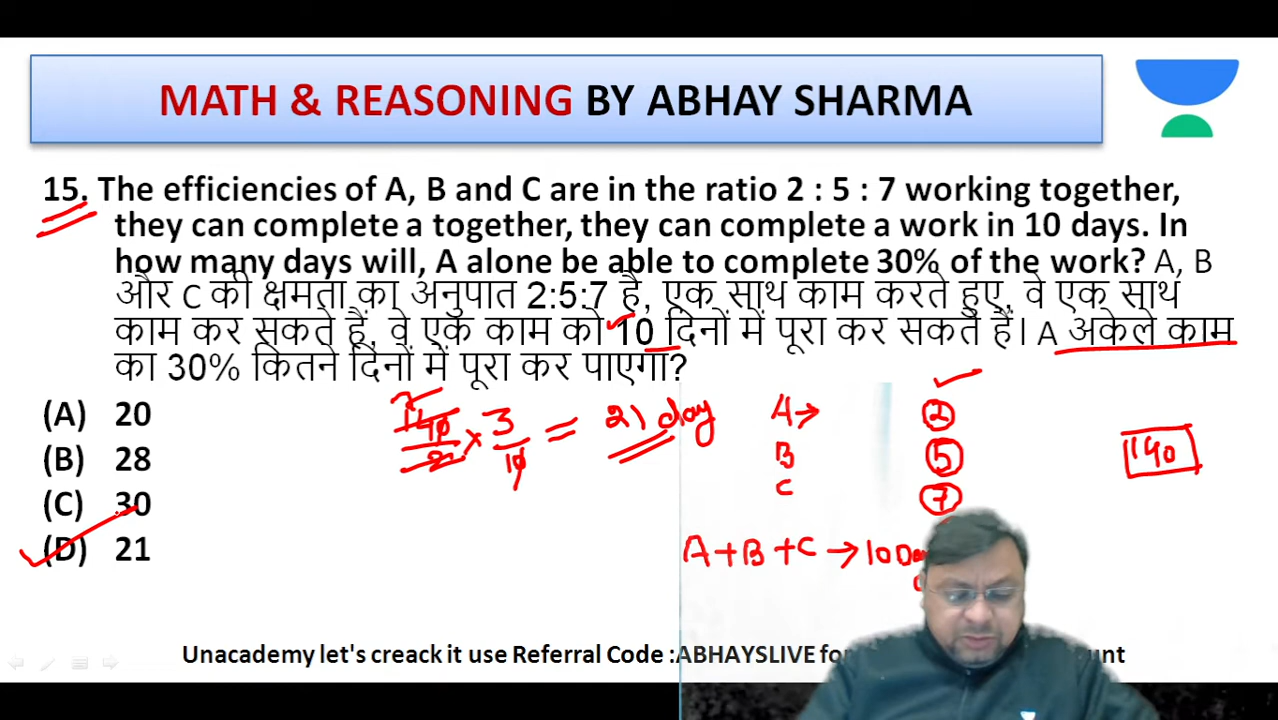 MATH & REASONING BY ABHAY SHARMA
15. The efficiencies of A, B and C are in the ratio 2 : 5 : 7 working together,
they can complete a together, they can complete a work in 10 days. In
how many days will, A alone be able to complete 30% of the work? A, B
और C की क्षमता का अनुपात 2:5:7 है, एक साथ काम करते हुए, वे एक साथ
काम कर सकते हैं, वे एक काम को 10 दिनों में पूरा कर सकते हैं। A अकेले काम
का 30% कितने दिनों में पूरा कर पाएगा?
(A) 20
(B) 28
(C) 30
(D) 21
140/2 × 3/10 = 21 day
A → 2
B 5
C 7
140
A+B+C → 10 Day
Unacademy let's creack it use Referral Code :ABHAYSLIVE for